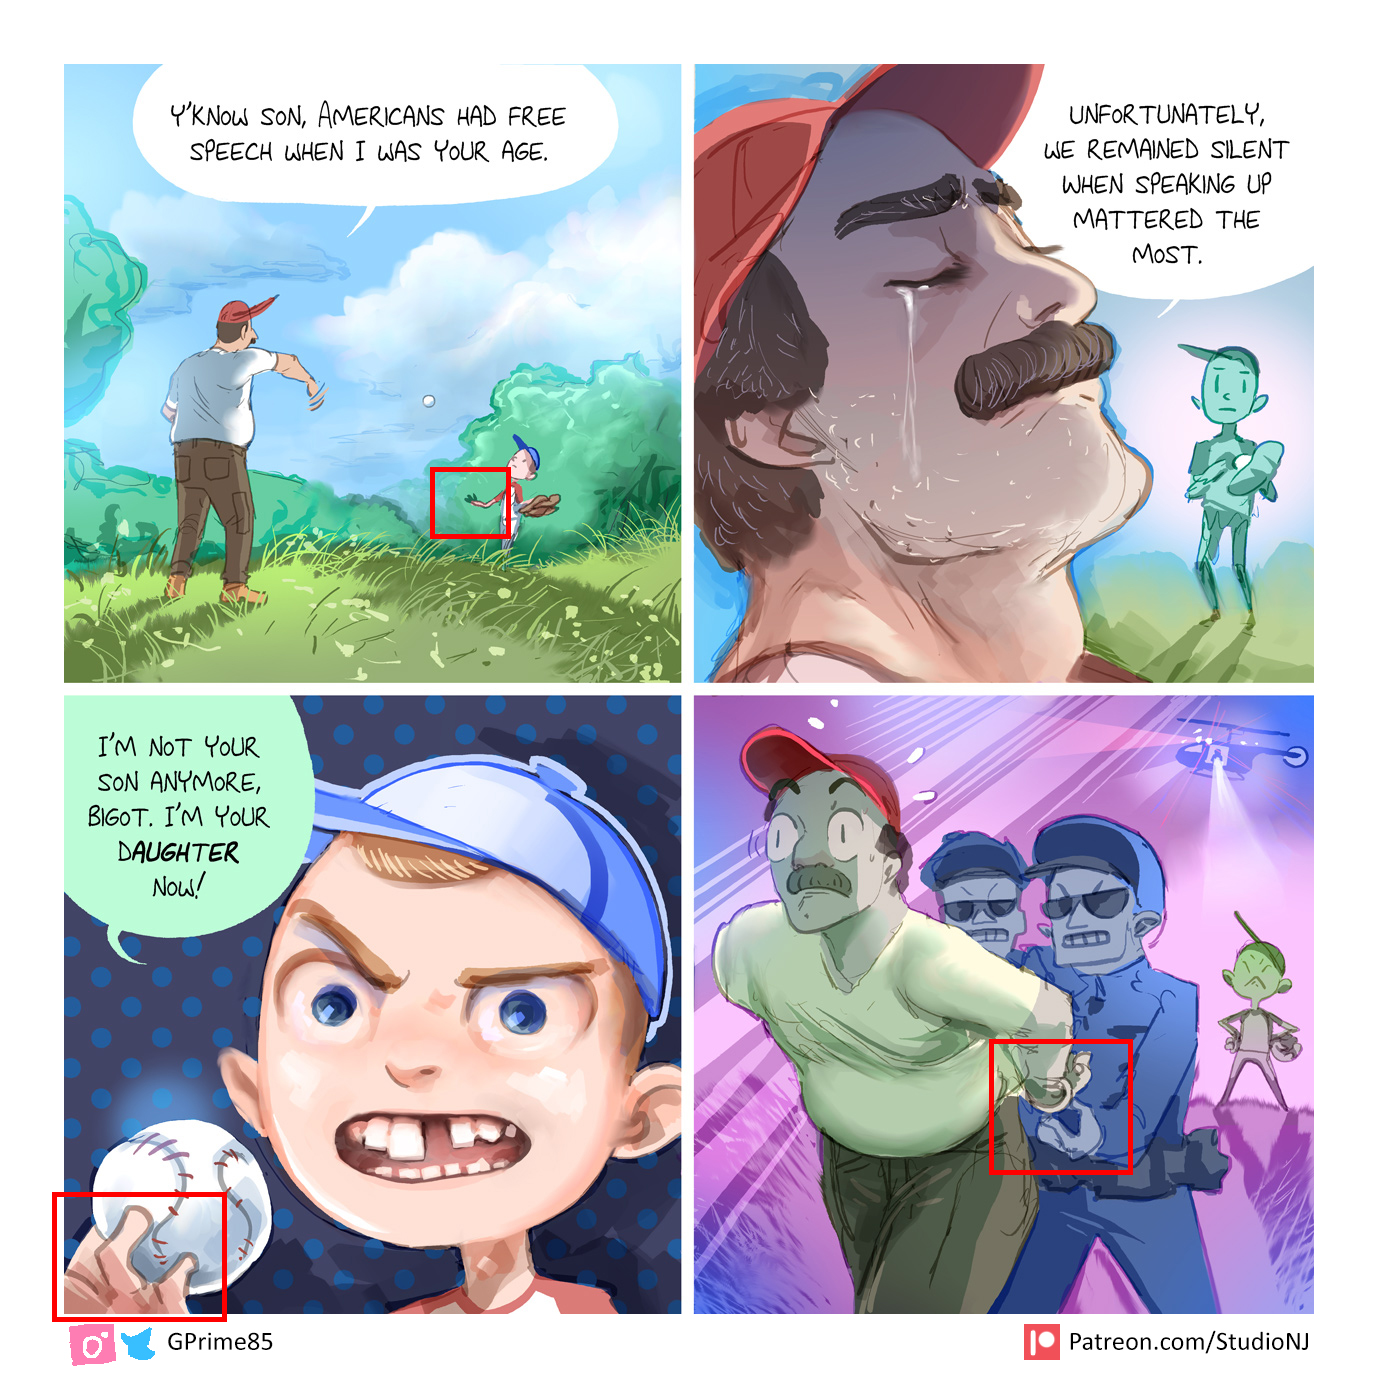 Y'KNOW SON, AMERICANS HAD FREE
SPEECH WHEN I WAS YOUR AGE.
UNFORTUNATELY,
WE REMAINED SILENT
WHEN SPEAKING UP
MATTERED THE
MOST.
I'M NOT YOUR
SON ANYMORE,
BIGOT. I'M YOUR
DAUGHTER
NOW!
GPrime85
Patreon.com/StudioNJ